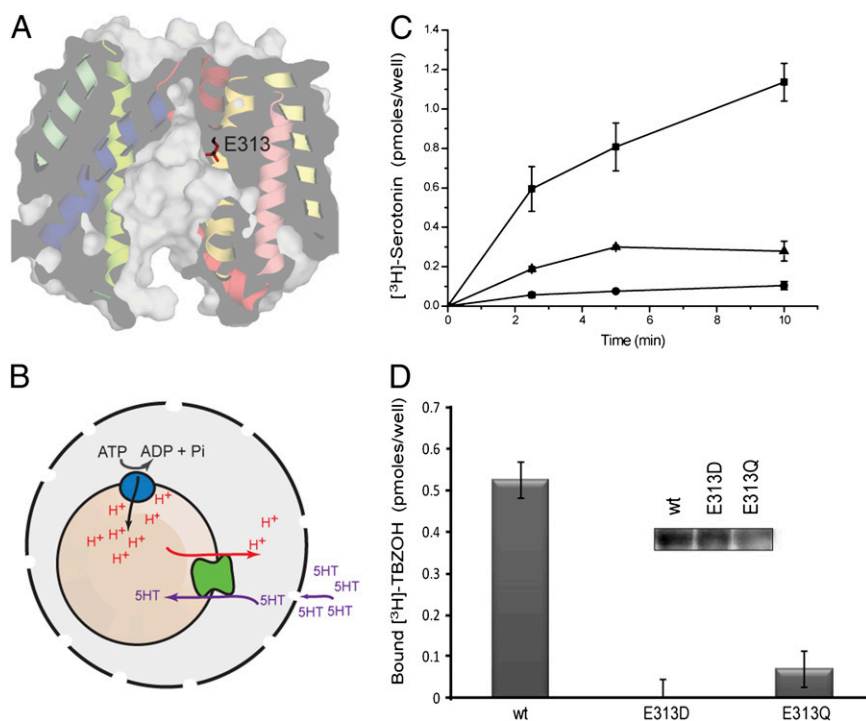 A
E313
B
ATP ADP + Pi
H+
H+
H+
H+ H+
H+ H+
H+
H+
H+
5HT
5HT
5HT
5HT
5HT 5HT
C
[³H]-Serotonin (pmoles/well)
1.4
1.2
1.0
0.8
0.6
0.4
0.2
0.0
0 2 4 6 8 10
Time (min)
D
Bound [³H]-TBZOH (pmoles/well)
0.7
0.6
0.5
0.4
0.3
0.2
0.1
0
wt E313D E313Q
wt E313D E313Q